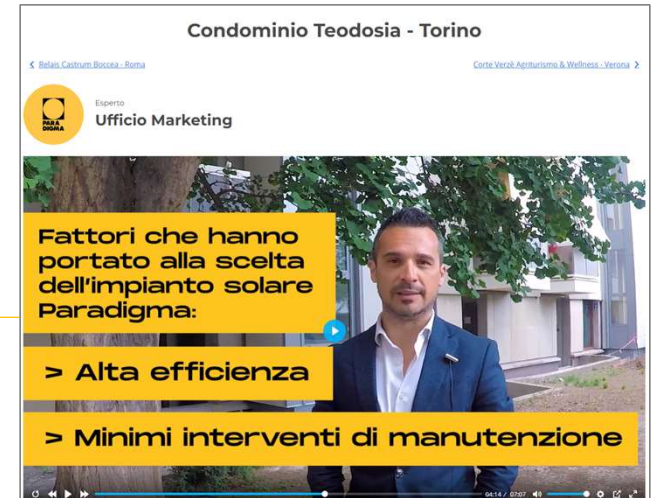 Condominio Teodosia - Torino
Relais Castrum Boccea - Roma
Corte Verzè Agriturismo & Wellness - Verona
PARA
DIGMA
Esperto
Ufficio Marketing
Fattori che hanno
portato alla scelta
dell'impianto solare
Paradigma:
> Alta efficienza
> Minimi interventi di manutenzione
04:14 / 07:07